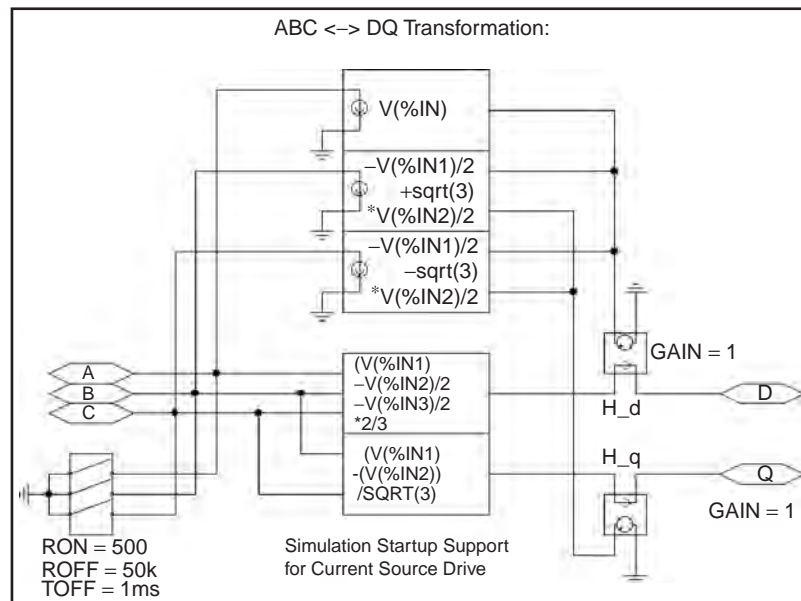 ABC <–> DQ Transformation:
V(%IN)
–V(%IN1)/2
+sqrt(3)
*V(%IN2)/2
–V(%IN1)/2
–sqrt(3)
*V(%IN2)/2
GAIN = 1
A
B
C
(V(%IN1)
–V(%IN2)/2
–V(%IN3)/2
*2/3
H_d
D
(V(%IN1)
-(V(%IN2))
/SQRT(3)
H_q
Q
GAIN = 1
RON = 500
ROFF = 50k
TOFF = 1ms
Simulation Startup Support
for Current Source Drive